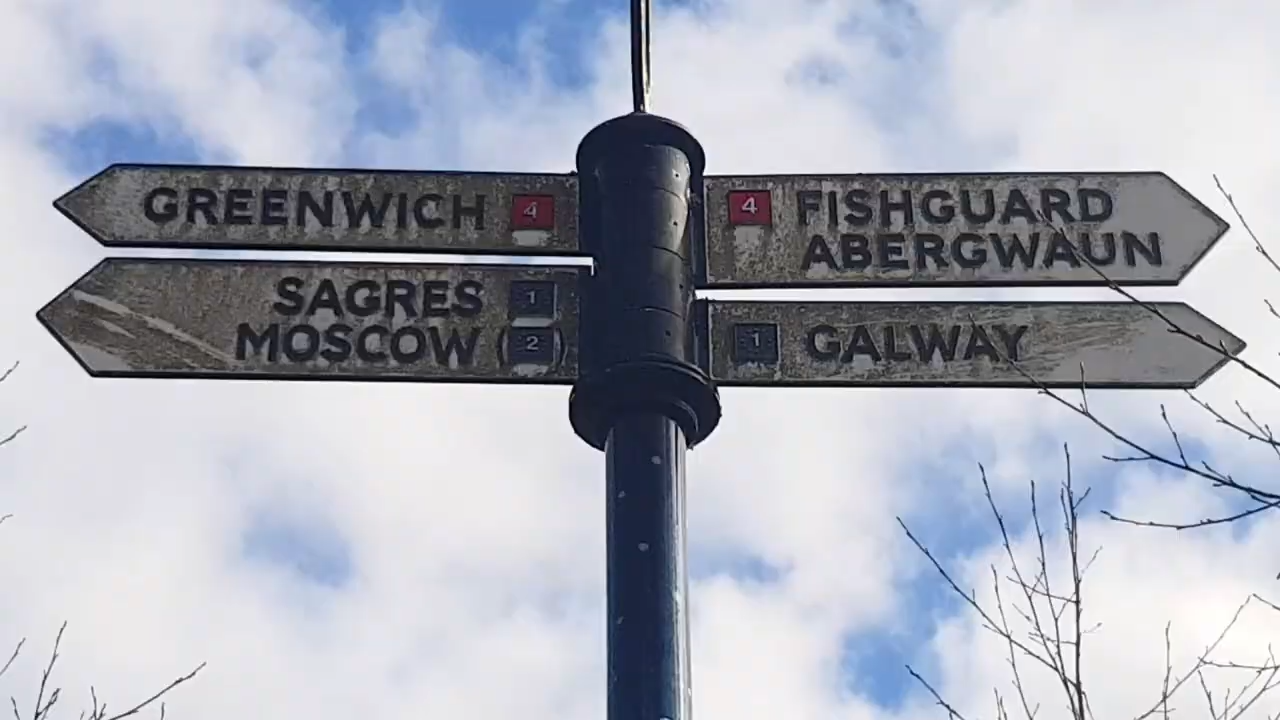 GREENWICH 4
SAGRES 1
MOSCOW (2)
4 FISHGUARD
ABERGWAUN
1 GALWAY